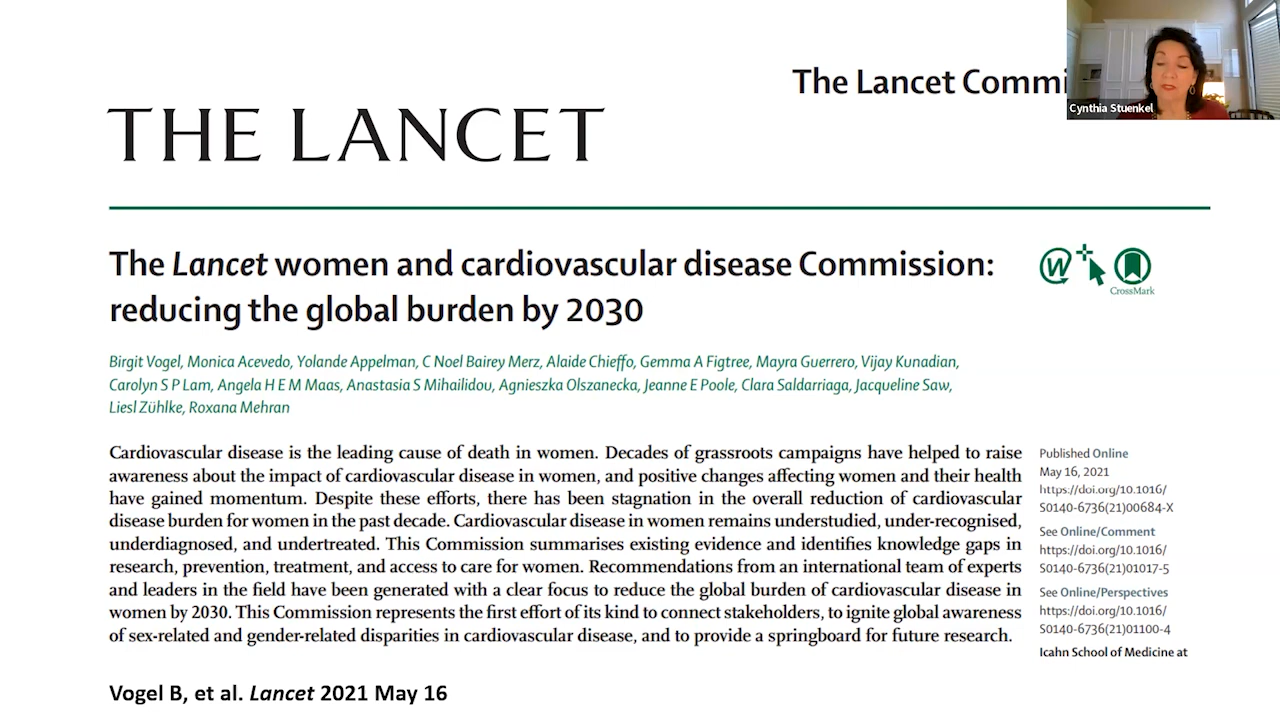 The Lancet Commi
Cynthia Stuenkel
THE LANCET
The Lancet women and cardiovascular disease Commission:
reducing the global burden by 2030
W
CrossMark
Birgit Vogel, Monica Acevedo, Yolande Appelman, C Noel Bairey Merz, Alaide Chieffo, Gemma A Figtree, Mayra Guerrero, Vijay Kunadian,
Carolyn S P Lam, Angela H E M Maas, Anastasia S Mihailidou, Agnieszka Olszanecka, Jeanne E Poole, Clara Saldarriaga, Jacqueline Saw,
Liesl Zühlke, Roxana Mehran
Cardiovascular disease is the leading cause of death in women. Decades of grassroots campaigns have helped to raise
awareness about the impact of cardiovascular disease in women, and positive changes affecting women and their health
have gained momentum. Despite these efforts, there has been stagnation in the overall reduction of cardiovascular
disease burden for women in the past decade. Cardiovascular disease in women remains understudied, under-recognised,
underdiagnosed, and undertreated. This Commission summarises existing evidence and identifies knowledge gaps in
research, prevention, treatment, and access to care for women. Recommendations from an international team of experts
and leaders in the field have been generated with a clear focus to reduce the global burden of cardiovascular disease in
women by 2030. This Commission represents the first effort of its kind to connect stakeholders, to ignite global awareness
of sex-related and gender-related disparities in cardiovascular disease, and to provide a springboard for future research.
Published Online
May 16, 2021
https://doi.org/10.1016/
S0140-6736(21)00684-X
See Online/Comment
https://doi.org/10.1016/
S0140-6736(21)01017-5
See Online/Perspectives
https://doi.org/10.1016/
S0140-6736(21)01100-4
Icahn School of Medicine at
Vogel B, et al. Lancet 2021 May 16